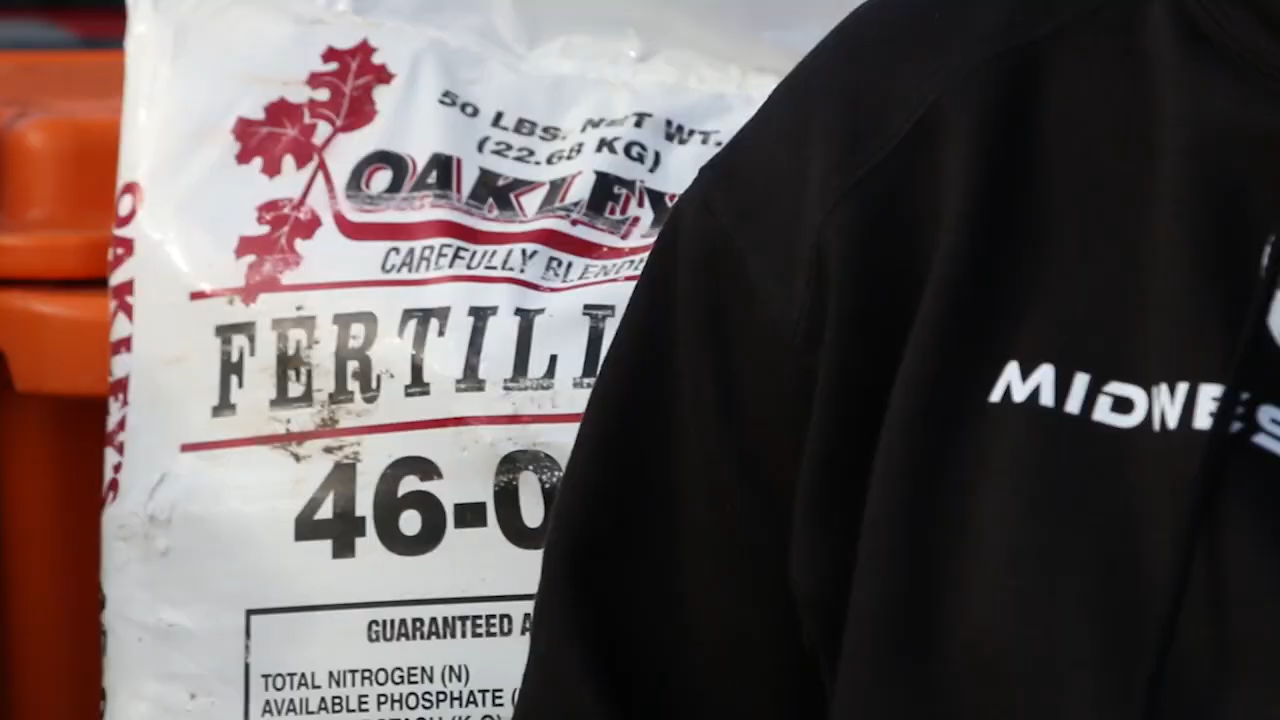 50 LBS. NET WT.
(22.68 KG)
OAKLEY
CAREFULLY BLENDE
FERTILI
46-0
GUARANTEED A
TOTAL NITROGEN (N)
AVAILABLE PHOSPHATE (
OAKLEY'S
MIDWES